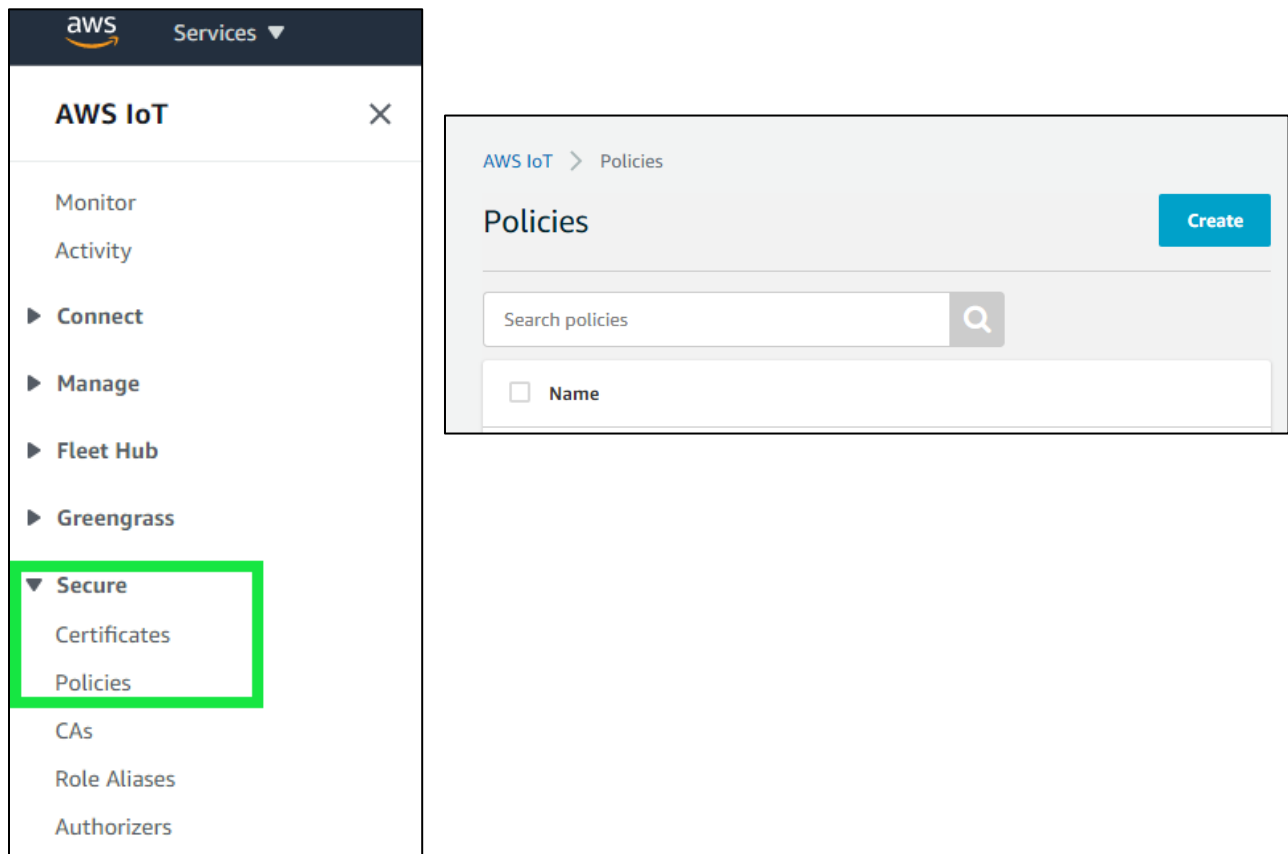 aws
Services
AWS IoT
Monitor
Activity
Connect
Manage
Fleet Hub
Greengrass
Secure
Certificates
Policies
CAs
Role Aliases
Authorizers
AWS IoT > Policies
Policies
Create
Search policies
Name